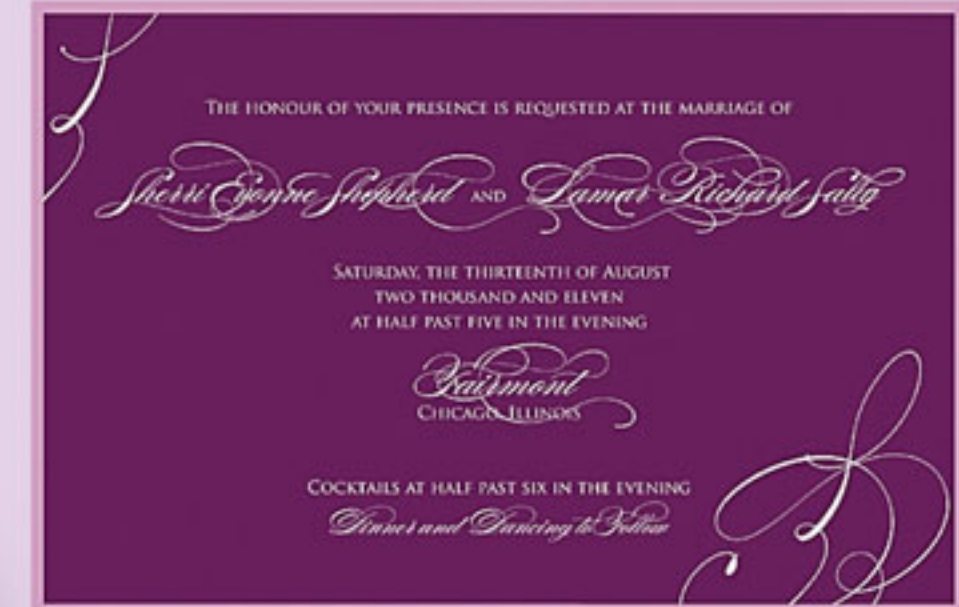 The honour of your presence is requested at the marriage of
Sherri Evonne Shepherd and Lamar Richard Sally
Saturday, the thirteenth of August
two thousand and eleven
at half past five in the evening
Fairmont
Chicago, Illinois
Cocktails at half past six in the evening
Dinner and Dancing to Follow